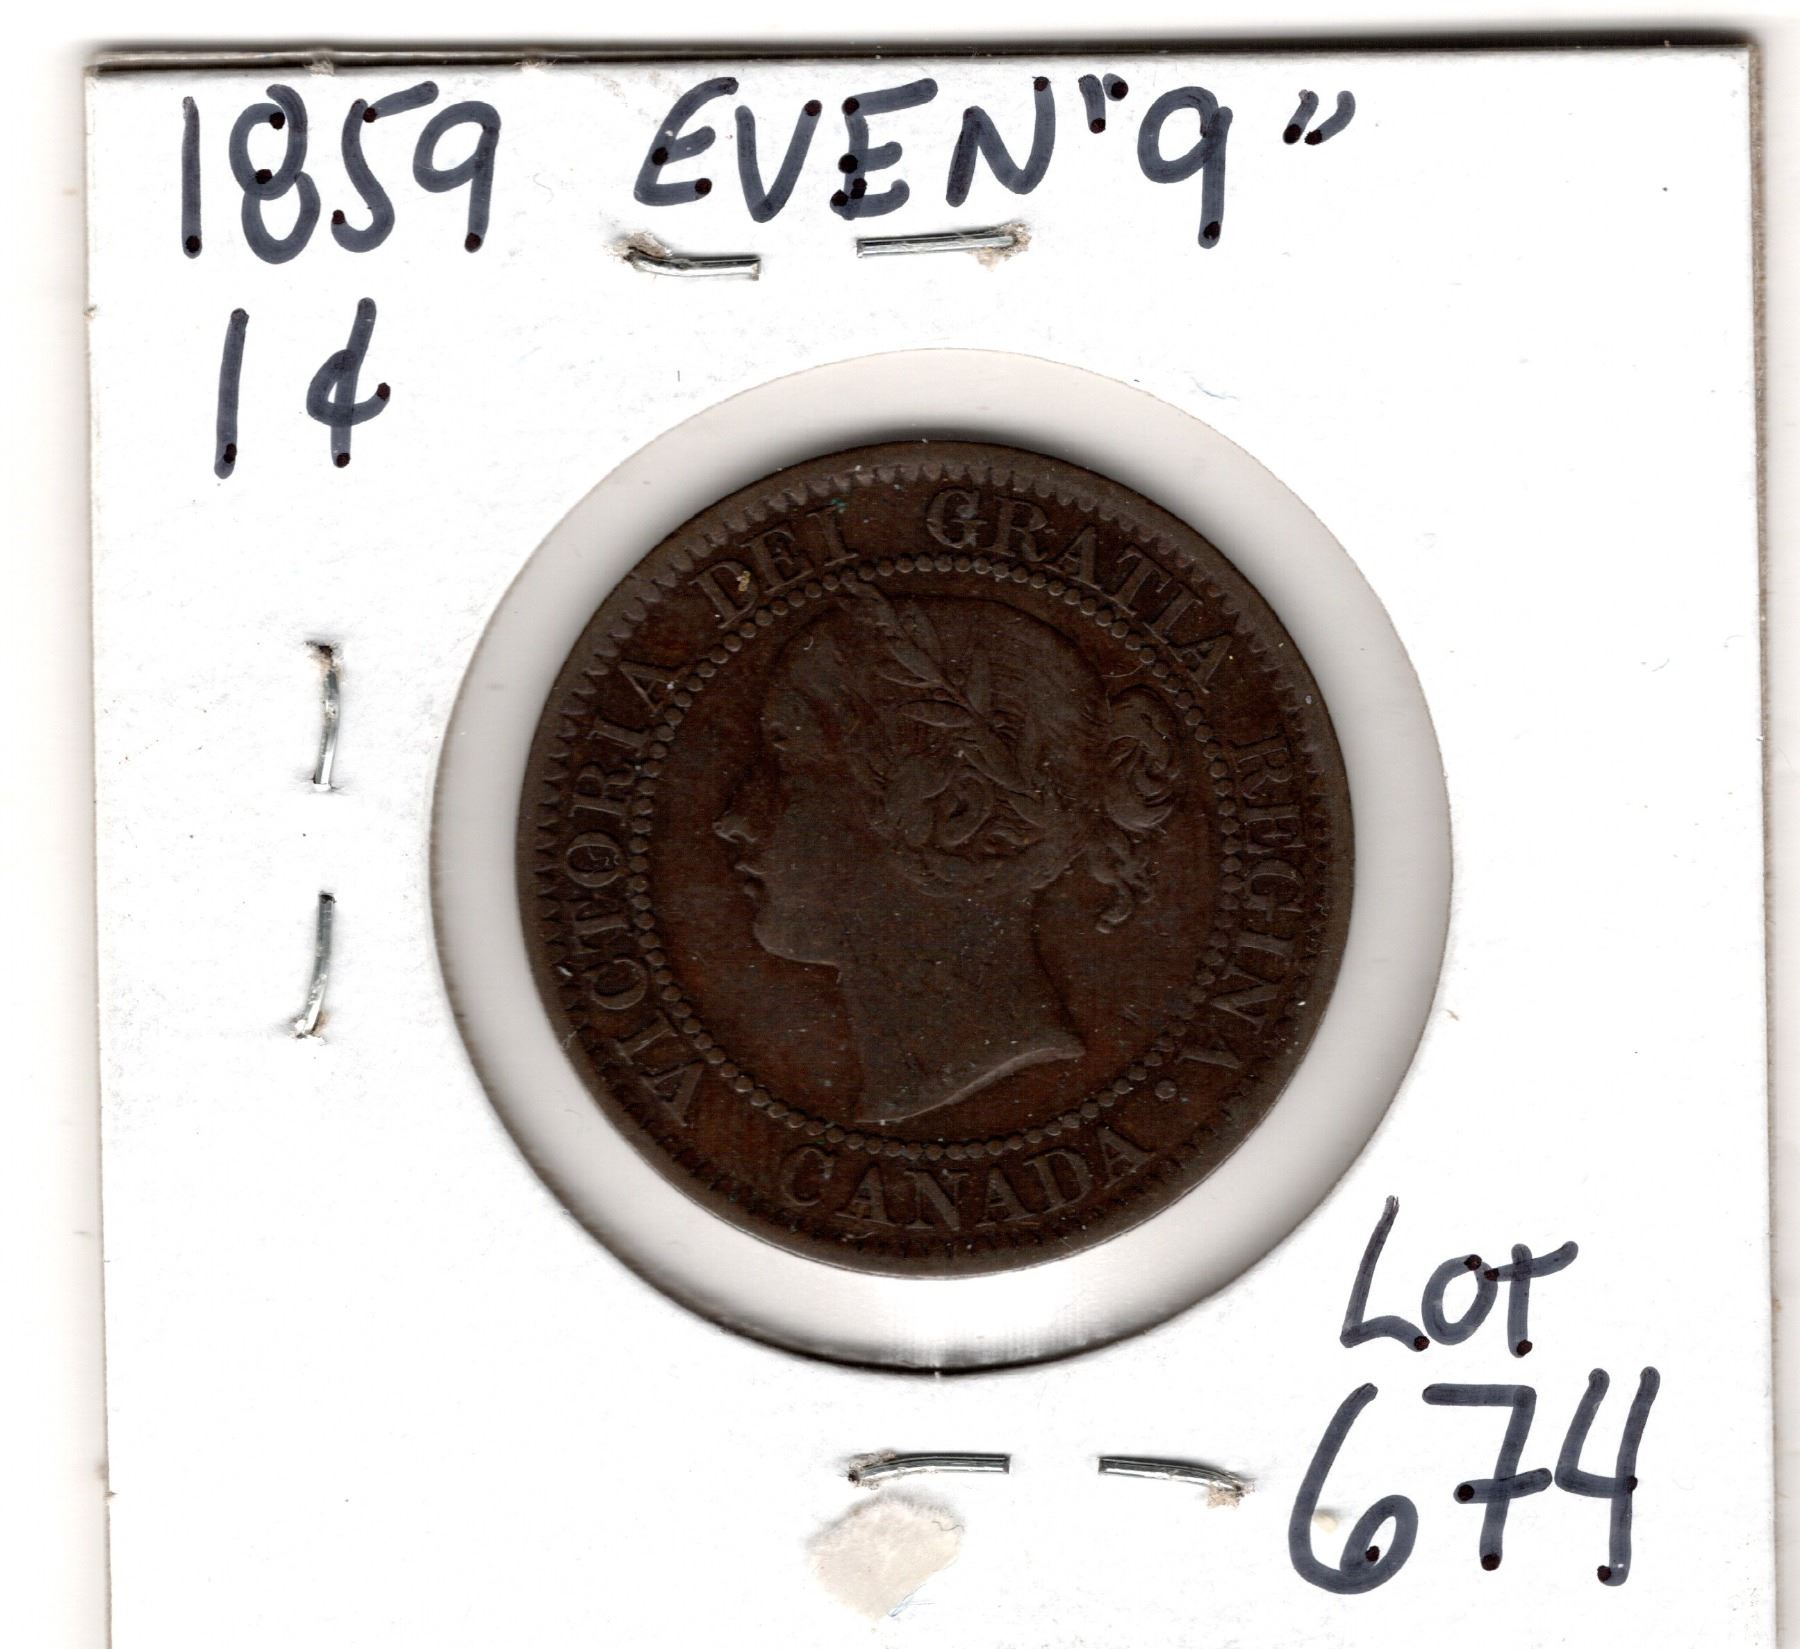 1859 EVEN "9"
1¢
VICTORIA DEI GRATIA REGINA.
CANADA
LOT
674